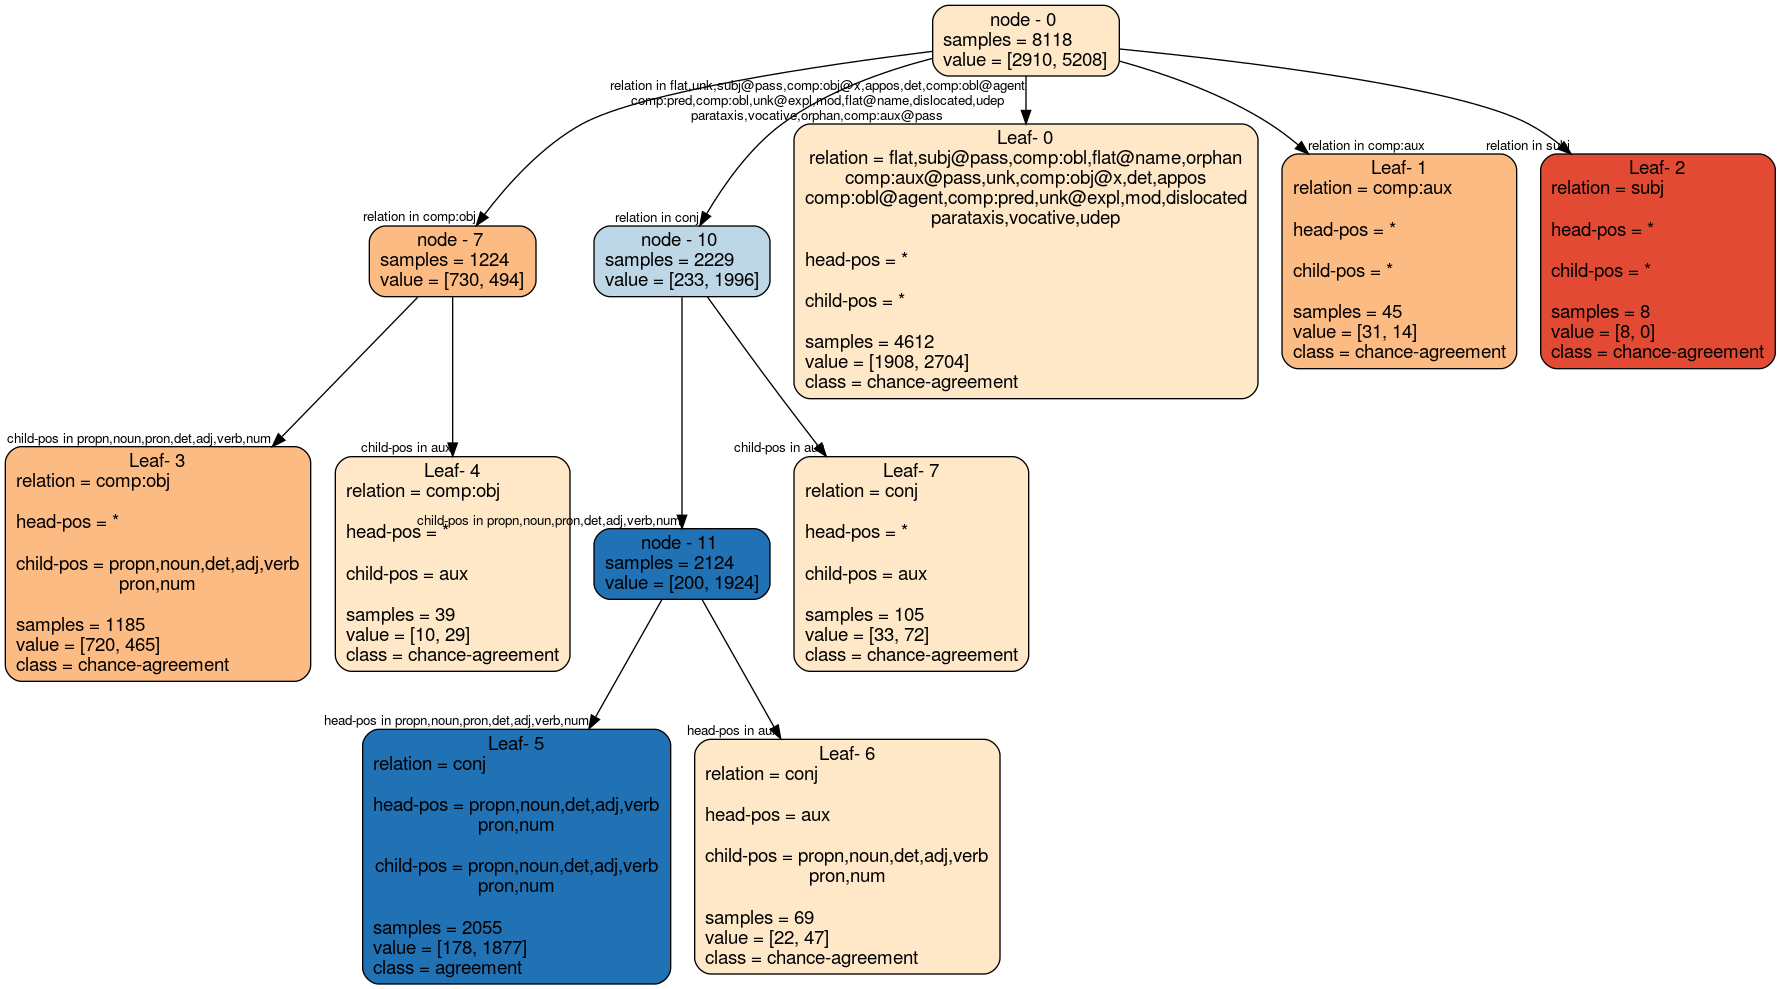 node - 0
samples = 8118
value = [2910, 5208]
relation in flat,unk,subj@pass,comp:obj@x,appos,det,comp:obl@agent
comp:pred,comp:obl,unk@expl,mod,flat@name,dislocated,udep
parataxis,vocative,orphan,comp:aux@pass
relation in comp:obj
node - 7
samples = 1224
value = [730, 494]
relation in conj
node - 10
samples = 2229
value = [233, 1996]
Leaf- 0
relation = flat,subj@pass,comp:obl,flat@name,orphan
comp:aux@pass,unk,comp:obj@x,det,appos
comp:obl@agent,comp:pred,unk@expl,mod,dislocated
parataxis,vocative,udep
head-pos = *
child-pos = *
samples = 4612
value = [1908, 2704]
class = chance-agreement
relation in comp:aux
Leaf- 1
relation = comp:aux
head-pos = *
child-pos = *
samples = 45
value = [31, 14]
class = chance-agreement
relation in subj
Leaf- 2
relation = subj
head-pos = *
child-pos = *
samples = 8
value = [8, 0]
class = chance-agreement
child-pos in propn,noun,pron,det,adj,verb,num
Leaf- 3
relation = comp:obj
head-pos = *
child-pos = propn,noun,det,adj,verb
pron,num
samples = 1185
value = [720, 465]
class = chance-agreement
child-pos in aux
Leaf- 4
relation = comp:obj
head-pos = *
child-pos = aux
samples = 39
value = [10, 29]
class = chance-agreement
child-pos in propn,noun,pron,det,adj,verb,num
node - 11
samples = 2124
value = [200, 1924]
child-pos in aux
Leaf- 7
relation = conj
head-pos = *
child-pos = aux
samples = 105
value = [33, 72]
class = chance-agreement
head-pos in propn,noun,pron,det,adj,verb,num
Leaf- 5
relation = conj
head-pos = propn,noun,det,adj,verb
pron,num
child-pos = propn,noun,det,adj,verb
pron,num
samples = 2055
value = [178, 1877]
class = agreement
head-pos in aux
Leaf- 6
relation = conj
head-pos = aux
child-pos = propn,noun,det,adj,verb
pron,num
samples = 69
value = [22, 47]
class = chance-agreement